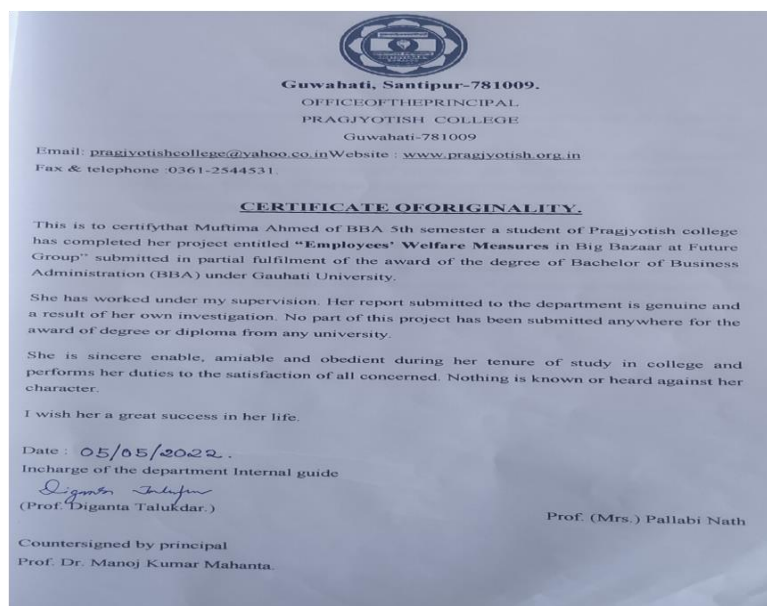 Guwahati, Santipur-781009.
OFFICEOFTHEPRINCIPAL
PRAGJYOTISH COLLEGE
Guwahati-781009
Email: pragjyotishcollege@yahoo.co.inWebsite : www.pragjyotish.org.in
Fax & telephone :0361-2544531.
CERTIFICATE OFORIGINALITY.
This is to certifythat Muftima Ahmed of BBA 5th semester a student of Pragjyotish college
has completed her project entitled “Employees’ Welfare Measures in Big Bazaar at Future
Group” submitted in partial fulfilment of the award of the degree of Bachelor of Business
Administration (BBA) under Gauhati University.
She has worked under my supervision. Her report submitted to the department is genuine and
a result of her own investigation. No part of this project has been submitted anywhere for the
award of degree or diploma from any university.
She is sincere enable, amiable and obedient during her tenure of study in college and
performs her duties to the satisfaction of all concerned. Nothing is known or heard against her
character.
I wish her a great success in her life.
Date : 05/05/2022.
Incharge of the department Internal guide
(Prof. Diganta Talukdar.)
Prof. (Mrs.) Pallabi Nath
Countersigned by principal
Prof. Dr. Manoj Kumar Mahanta.